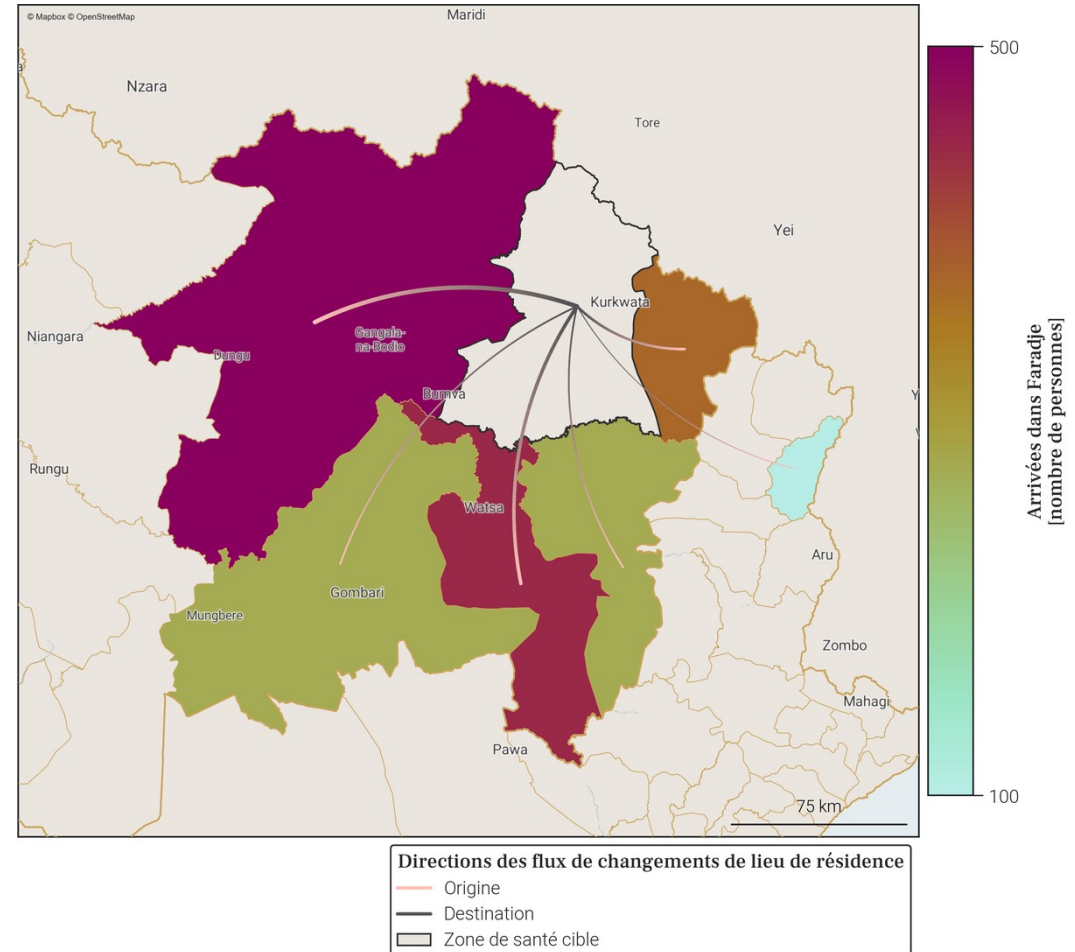 © Mapbox © OpenStreetMap
Maridi
Nzara
Tore
Yei
Kurkwata
Niangara
Gangala-
na-Bodio
Dungu
Bumva
Rungu
Watsa
Aru
Gombari
Mungbere
Zombo
Mahagi
Pawa
75 km
500
Arrivées dans Faradje
[nombre de personnes]
100
Directions des flux de changements de lieu de résidence
Origine
Destination
Zone de santé cible